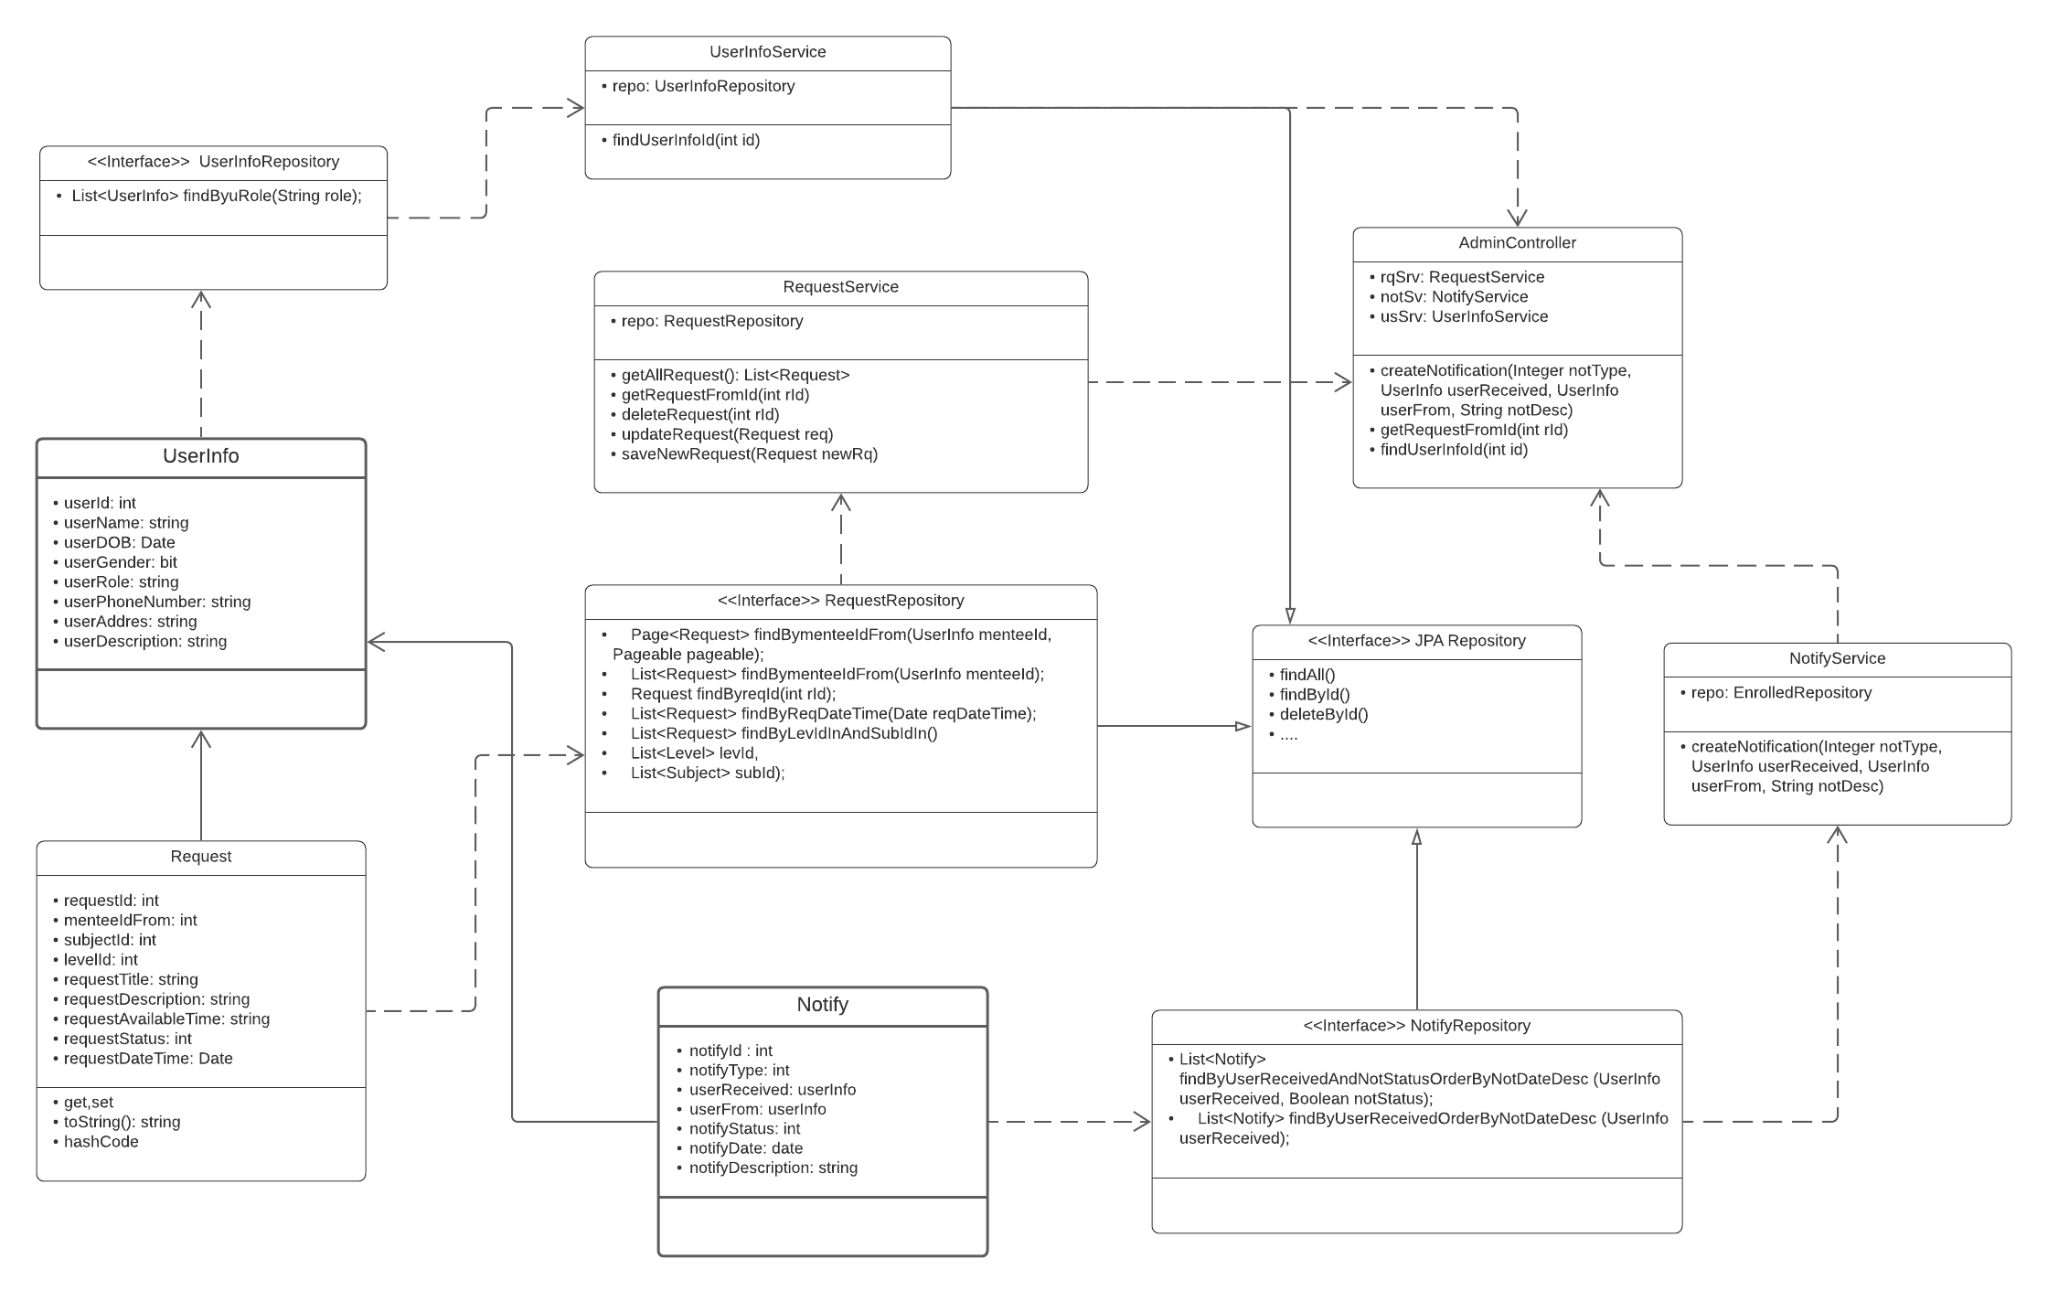 UserInfoService
• repo: UserInfoRepository
• findUserInfoId(int id)
<<Interface>> UserInfoRepository
• List<UserInfo> findByuRole(String role);
AdminController
• rqSrv: RequestService
• notSv: NotifyService
• usSrv: UserInfoService
• createNotification(Integer notType,
UserInfo userReceived, UserInfo
userFrom, String notDesc)
• getRequestFromId(int rId)
• findUserInfoId(int id)
RequestService
• repo: RequestRepository
• getAllRequest(): List<Request>
• getRequestFromId(int rId)
• deleteRequest(int rId)
• updateRequest(Request req)
• saveNewRequest(Request newRq)
UserInfo
• userId: int
• userName: string
• userDOB: Date
• userGender: bit
• userRole: string
• userPhoneNumber: string
• userAddres: string
• userDescription: string
<<Interface>> RequestRepository
• Page<Request> findBymenteeIdFrom(UserInfo menteeId,
Pageable pageable);
• List<Request> findBymenteeIdFrom(UserInfo menteeId);
• Request findByreqId(int rId);
• List<Request> findByReqDateTime(Date reqDateTime);
• List<Request> findByLevIdInAndSubIdIn()
• List<Level> levId,
• List<Subject> subId);
<<Interface>> JPA Repository
• findAll()
• findById()
• deleteById()
• ....
NotifyService
• repo: EnrolledRepository
• createNotification(Integer notType,
UserInfo userReceived, UserInfo
userFrom, String notDesc)
Request
• requestId: int
• menteeIdFrom: int
• subjectId: int
• levelId: int
• requestTitle: string
• requestDescription: string
• requestAvailableTime: string
• requestStatus: int
• requestDateTime: Date
• get,set
• toString(): string
• hashCode
Notify
• notifyId : int
• notifyType: int
• userReceived: userInfo
• userFrom: userInfo
• notifyStatus: int
• notifyDate: date
• notifyDescription: string
<<Interface>> NotifyRepository
• List<Notify>
findByUserReceivedAndNotStatusOrderByNotDateDesc (UserInfo
userReceived, Boolean notStatus);
• List<Notify> findByUserReceivedOrderByNotDateDesc (UserInfo
userReceived);